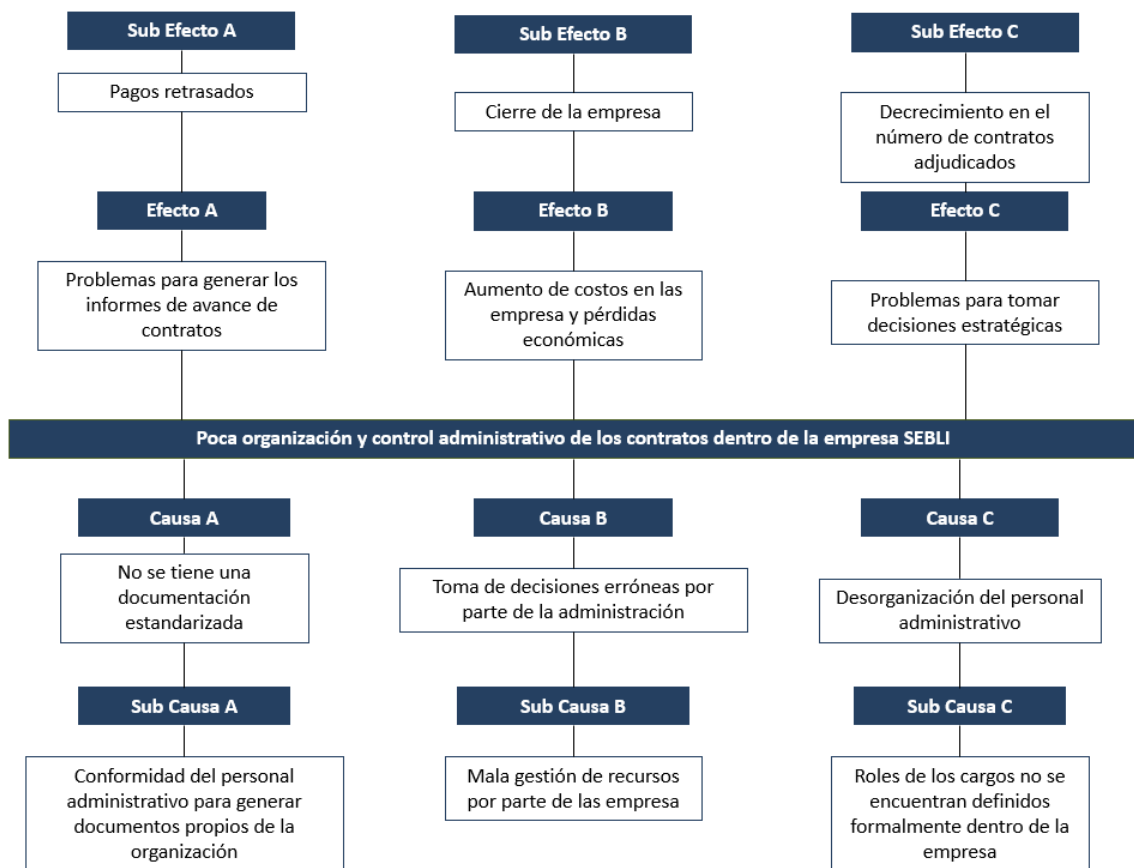 Sub Efecto A
Sub Efecto B
Sub Efecto C
Pagos retrasados
Cierre de la empresa
Decrecimiento en el
número de contratos
adjudicados
Efecto A
Efecto B
Efecto C
Problemas para generar los
informes de avance de
contratos
Aumento de costos en las
empresa y pérdidas
económicas
Problemas para tomar
decisiones estratégicas
Poca organización y control administrativo de los contratos dentro de la empresa SEBLI
Causa A
Causa B
Causa C
No se tiene una
documentación
estandarizada
Toma de decisiones erróneas por
parte de la administración
Desorganización del personal
administrativo
Sub Causa A
Sub Causa B
Sub Causa C
Conformidad del personal
administrativo para generar
documentos propios de la
organización
Mala gestión de recursos
por parte de las empresa
Roles de los cargos no se
encuentran definidos
formalmente dentro de la
empresa